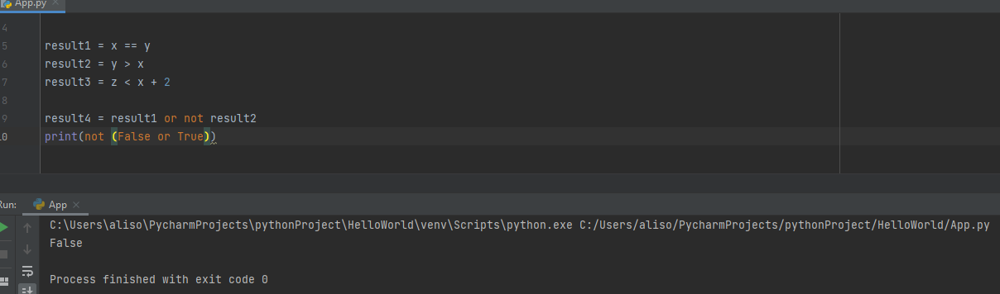 App.py ×
4
5 result1 = x == y
6 result2 = y > x
7 result3 = z < x + 2
8
9 result4 = result1 or not result2
10 print(not (False or True))
Run: App ×
C:\Users\aliso\PycharmProjects\pythonProject\HelloWorld\venv\Scripts\python.exe C:/Users/aliso/PycharmProjects/pythonProject/HelloWorld/App.py
False
Process finished with exit code 0